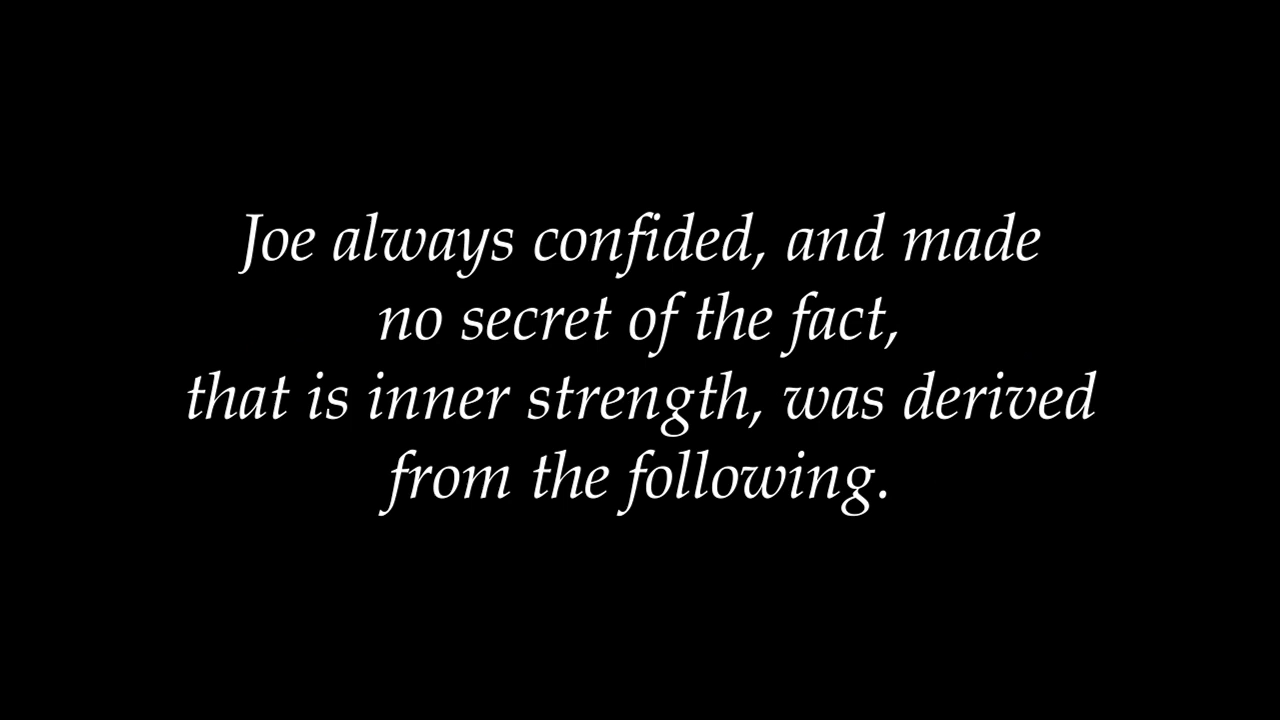 Joe always confided, and made
no secret of the fact,
that is inner strength, was derived
from the following.